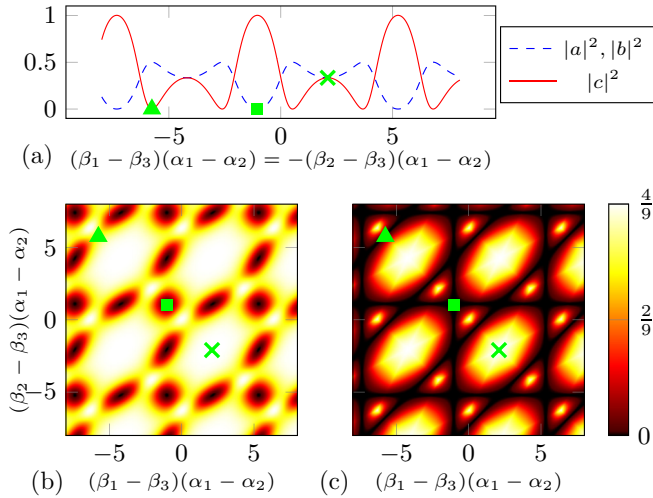 1
0.5
0
−5
0
5
(a)
(β₁ − β₃)(α₁ − α₂) = −(β₂ − β₃)(α₁ − α₂)
|a|², |b|²
|c|²
5
0
−5
(β₂ − β₃)(α₁ − α₂)
−5
0
5
(b)
(β₁ − β₃)(α₁ − α₂)
−5
0
5
(c)
(β₁ − β₃)(α₁ − α₂)
4/9
2/9
0